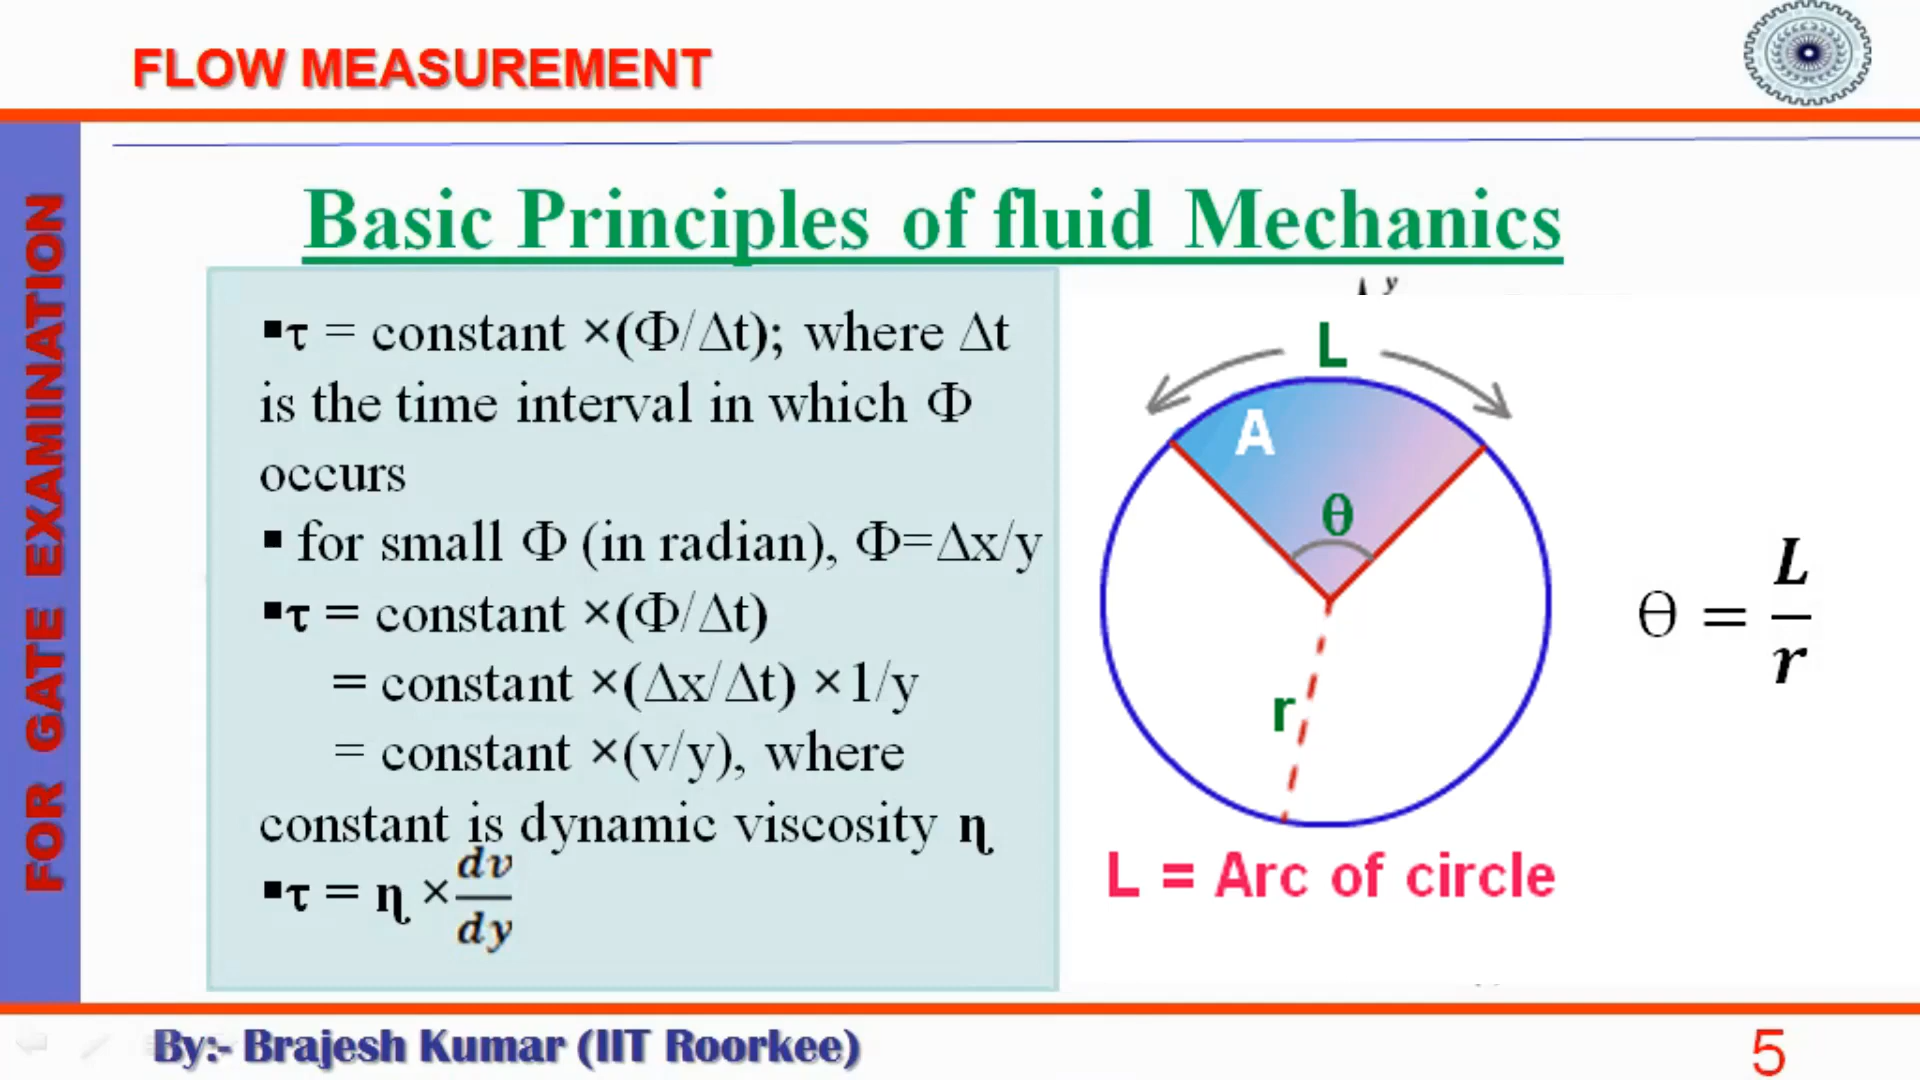 FLOW MEASUREMENT
FOR GATE EXAMINATION
Basic Principles of fluid Mechanics
▪τ = constant ×(Φ/Δt); where Δt
is the time interval in which Φ
occurs
▪ for small Φ (in radian), Φ=Δx/y
▪τ = constant ×(Φ/Δt)
= constant ×(Δx/Δt) ×1/y
= constant ×(v/y), where
constant is dynamic viscosity η
▪τ = η × dv/dy
y
L
A
θ
r
L = Arc of circle
Θ = L/r
By:- Brajesh Kumar (IIT Roorkee)
5